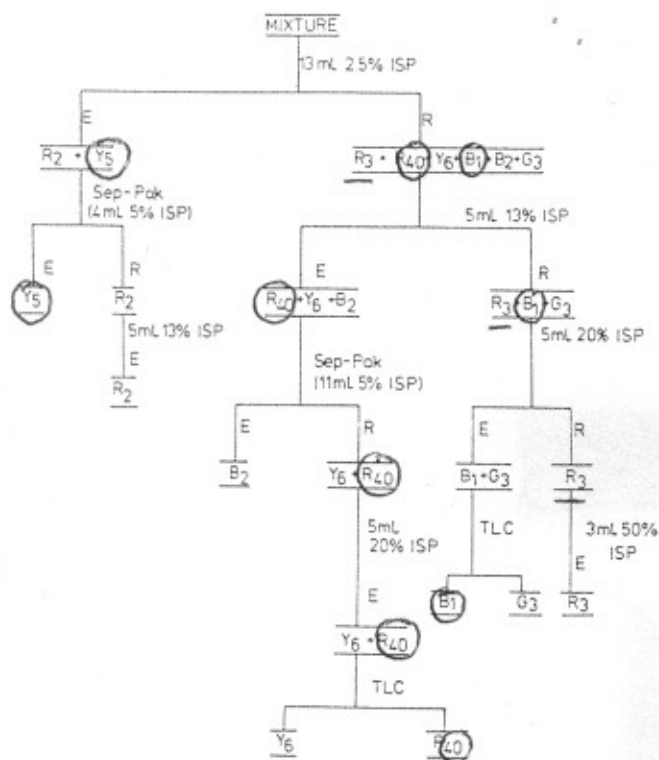 MIXTURE
13mL 2.5% ISP
E
R
R2 + Y5
R3 + R40 + Y6 + B1 + B2 + G3
Sep-Pak
(4mL 5% ISP)
5mL 13% ISP
E
R
E
R
Y5
R2
R40 + Y6 + B2
R3 + B1 + G3
5mL 13% ISP
5mL 20% ISP
E
Sep-Pak
(11mL 5% ISP)
R2
E
R
E
R
B2
Y6 + R40
B1 + G3
R3
5mL
20% ISP
TLC
3mL 50%
ISP
E
E
B1
G3
R3
Y6 + R40
TLC
Y6
R40